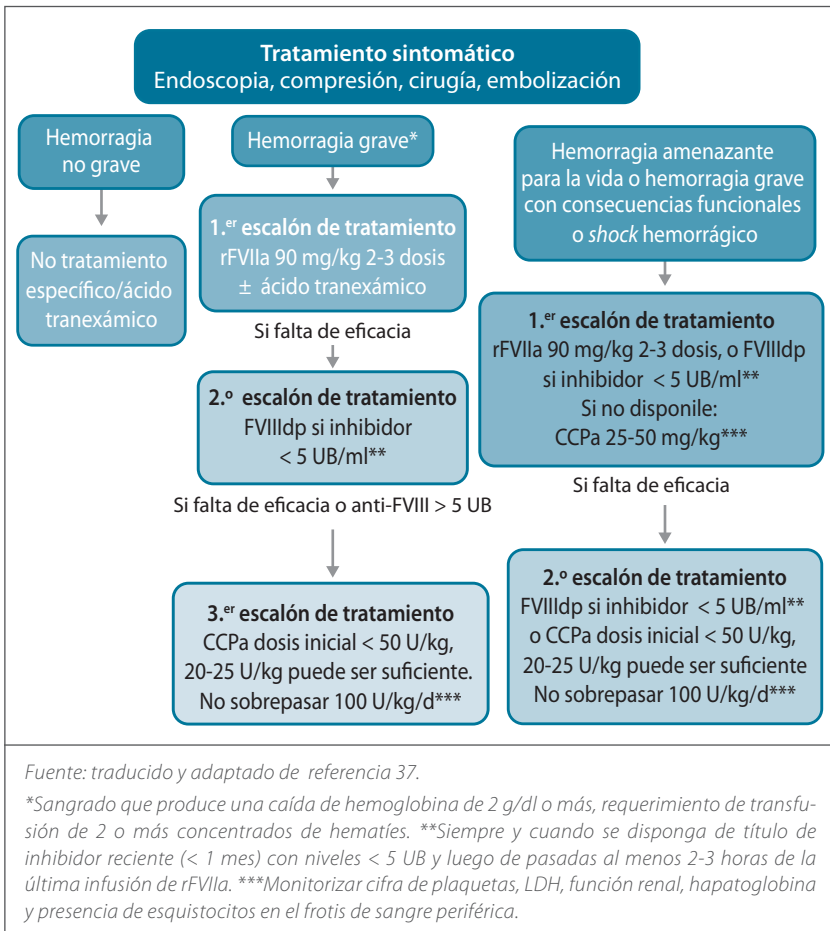 Tratamiento sintomático
Endoscopia, compresión, cirugía, embolización
Hemorragia
no grave
No tratamiento
específico/ácido
tranexámico
Hemorragia grave*
1.er escalón de tratamiento
rFVIIa 90 mg/kg 2-3 dosis
± ácido tranexámico
Si falta de eficacia
2.º escalón de tratamiento
FVIIIdp si inhibidor
< 5 UB/ml**
Si falta de eficacia o anti-FVIII > 5 UB
3.er escalón de tratamiento
CCPa dosis inicial < 50 U/kg,
20-25 U/kg puede ser suficiente.
No sobrepasar 100 U/kg/d***
Hemorragia amenazante
para la vida o hemorragia grave
con consecuencias funcionales
o shock hemorrágico
1.er escalón de tratamiento
rFVIIa 90 mg/kg 2-3 dosis, o FVIIIdp
si inhibidor < 5 UB/ml**
Si no disponile:
CCPa 25-50 mg/kg***
Si falta de eficacia
2.º escalón de tratamiento
FVIIIdp si inhibidor < 5 UB/ml**
o CCPa dosis inicial < 50 U/kg,
20-25 U/kg puede ser suficiente
No sobrepasar 100 U/kg/d***
Fuente: traducido y adaptado de referencia 37.
*Sangrado que produce una caída de hemoglobina de 2 g/dl o más, requerimiento de transfu-
sión de 2 o más concentrados de hematíes. **Siempre y cuando se disponga de título de
inhibidor reciente (< 1 mes) con niveles < 5 UB y luego de pasadas al menos 2-3 horas de la
última infusión de rFVIIa. ***Monitorizar cifra de plaquetas, LDH, función renal, hapatoglobina
y presencia de esquistocitos en el frotis de sangre periférica.